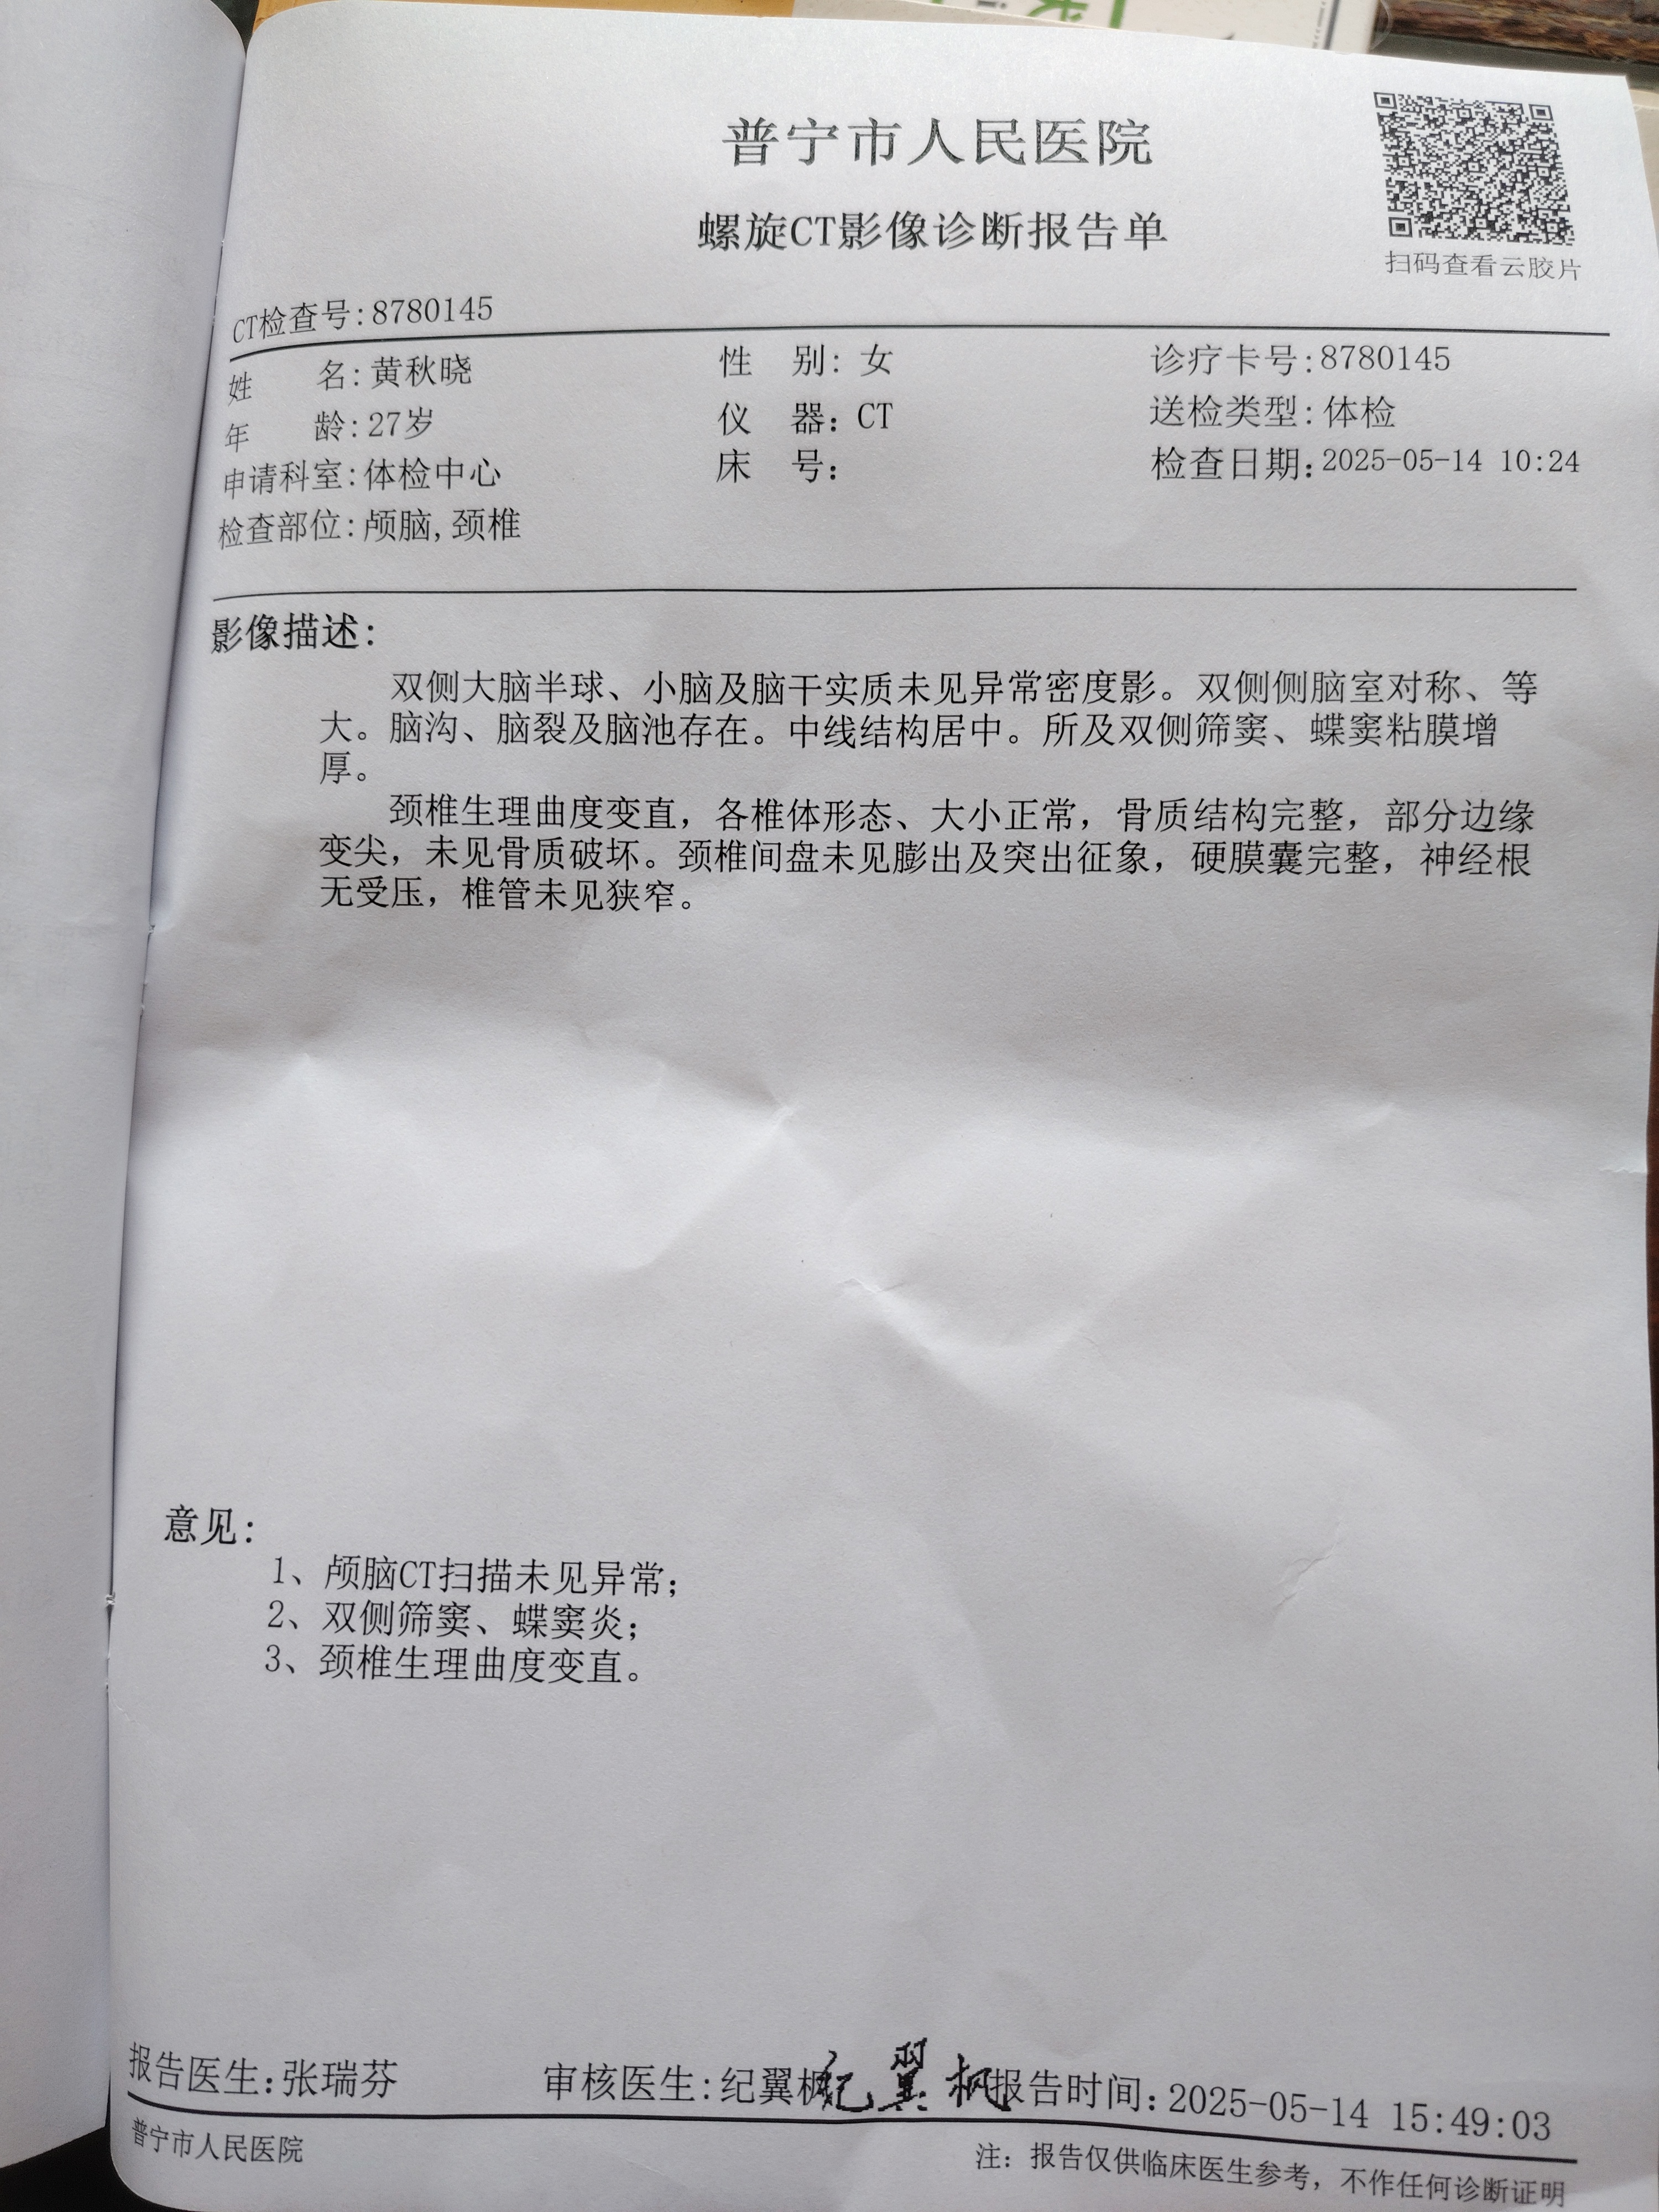 普宁市人民医院
螺旋CT影像诊断报告单
扫码查看云胶片
CT检查号:8780145
姓 名:黄秋晓 性 别:女 诊疗卡号:8780145
年 龄:27岁 仪 器:CT 送检类型:体检
申请科室:体检中心 床 号: 检查日期:2025-05-14 10:24
检查部位:颅脑,颈椎
影像描述:
双侧大脑半球、小脑及脑干实质未见异常密度影。双侧侧脑室对称、等
大。脑沟、脑裂及脑池存在。中线结构居中。所及双侧筛窦、蝶窦粘膜增
厚。
颈椎生理曲度变直，各椎体形态、大小正常，骨质结构完整，部分边缘
变尖，未见骨质破坏。颈椎间盘未见膨出及突出征象，硬膜囊完整，神经根
无受压，椎管未见狭窄。
意见:
1、颅脑CT扫描未见异常;
2、双侧筛窦、蝶窦炎;
3、颈椎生理曲度变直。
报告医生:张瑞芬 审核医生:纪翼枫 纪翼枫 报告时间:2025-05-14 15:49:03
普宁市人民医院 注：报告仅供临床医生参考，不作任何诊断证明